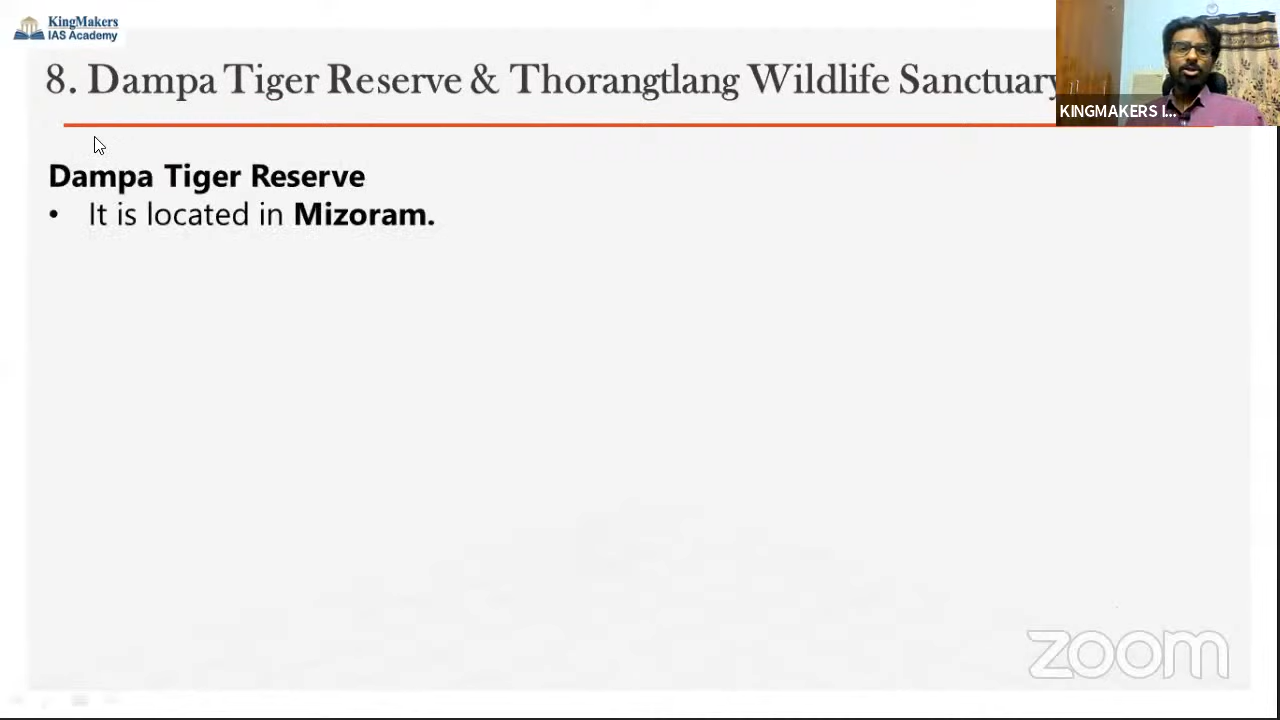 KingMakers
IAS Academy
8. Dampa Tiger Reserve & Thorangtlang Wildlife Sanctuary
KINGMAKERS I...
Dampa Tiger Reserve
• It is located in Mizoram.
zoom